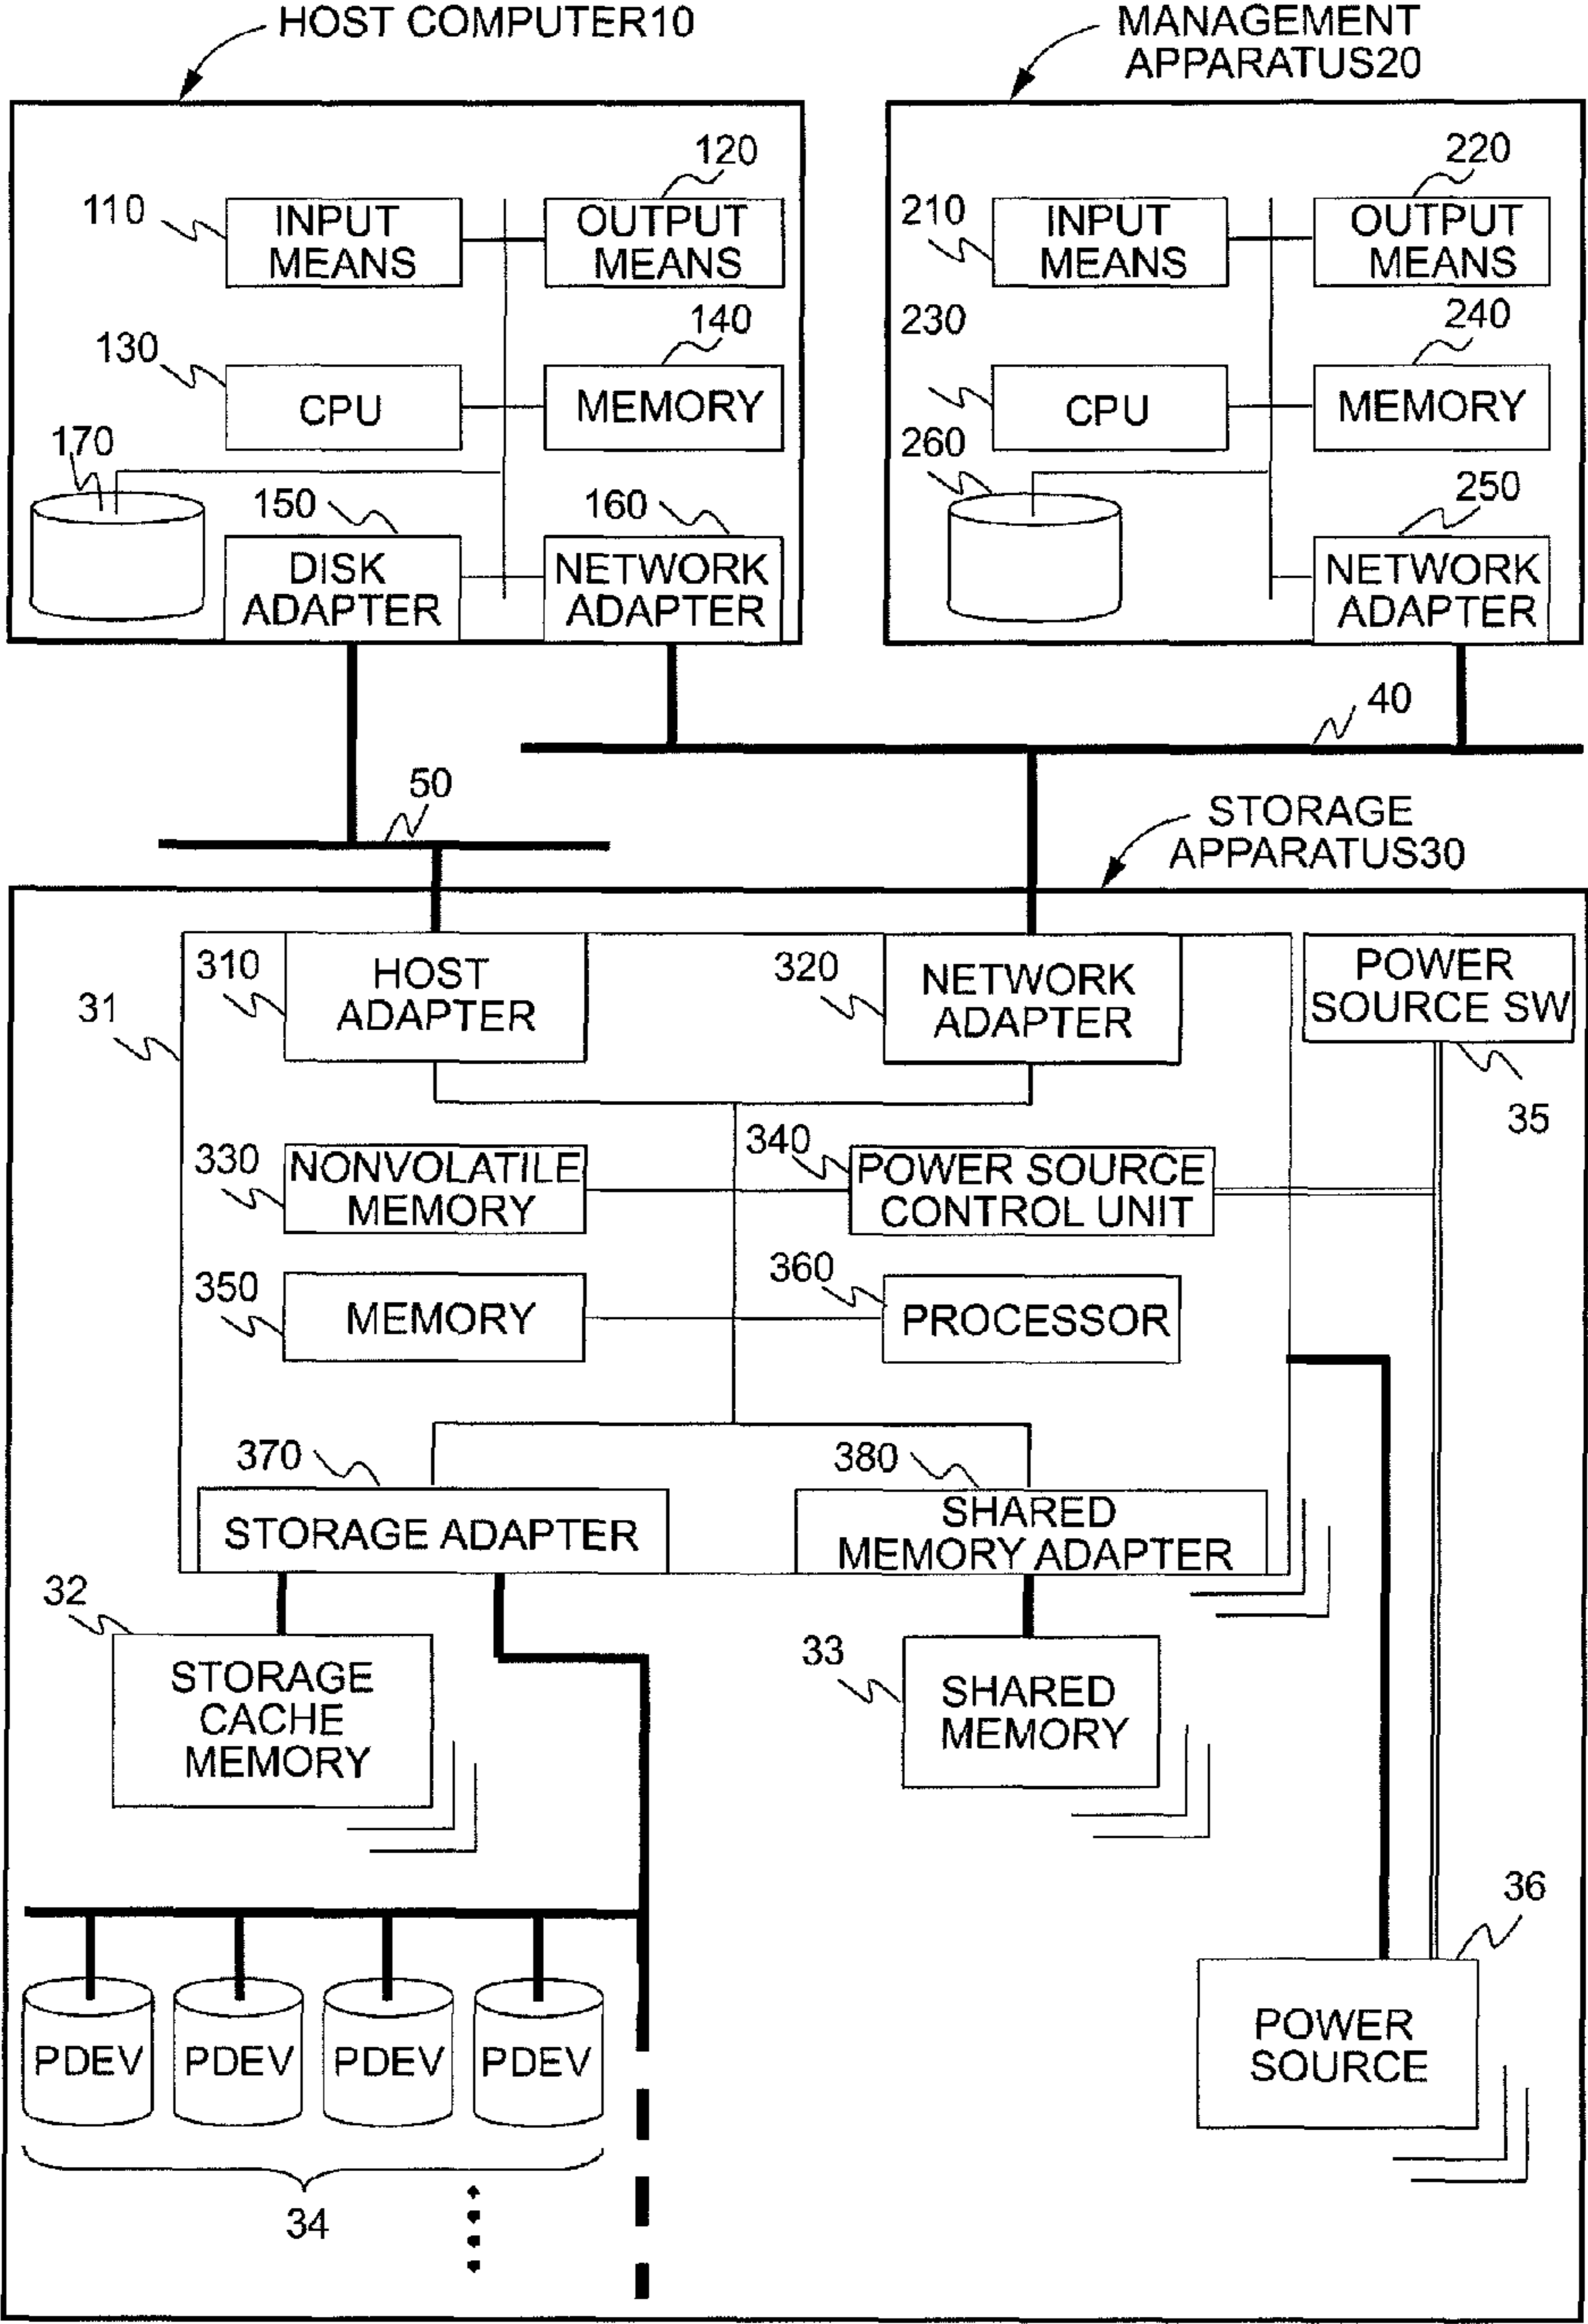 HOST COMPUTER10
MANAGEMENT
APPARATUS20
120
110
INPUT
MEANS
OUTPUT
MEANS
140
130
CPU
MEMORY
170
150
160
DISK
ADAPTER
NETWORK
ADAPTER
220
210
INPUT
MEANS
OUTPUT
MEANS
230
240
CPU
MEMORY
260
250
NETWORK
ADAPTER
40
50
STORAGE
APPARATUS30
310
HOST
ADAPTER
320
NETWORK
ADAPTER
POWER
SOURCE SW
31
35
330
NONVOLATILE
MEMORY
340
POWER SOURCE
CONTROL UNIT
350
MEMORY
360
PROCESSOR
370
STORAGE ADAPTER
380
SHARED
MEMORY ADAPTER
32
STORAGE
CACHE
MEMORY
33
SHARED
MEMORY
36
POWER
SOURCE
PDEV
PDEV
PDEV
PDEV
34